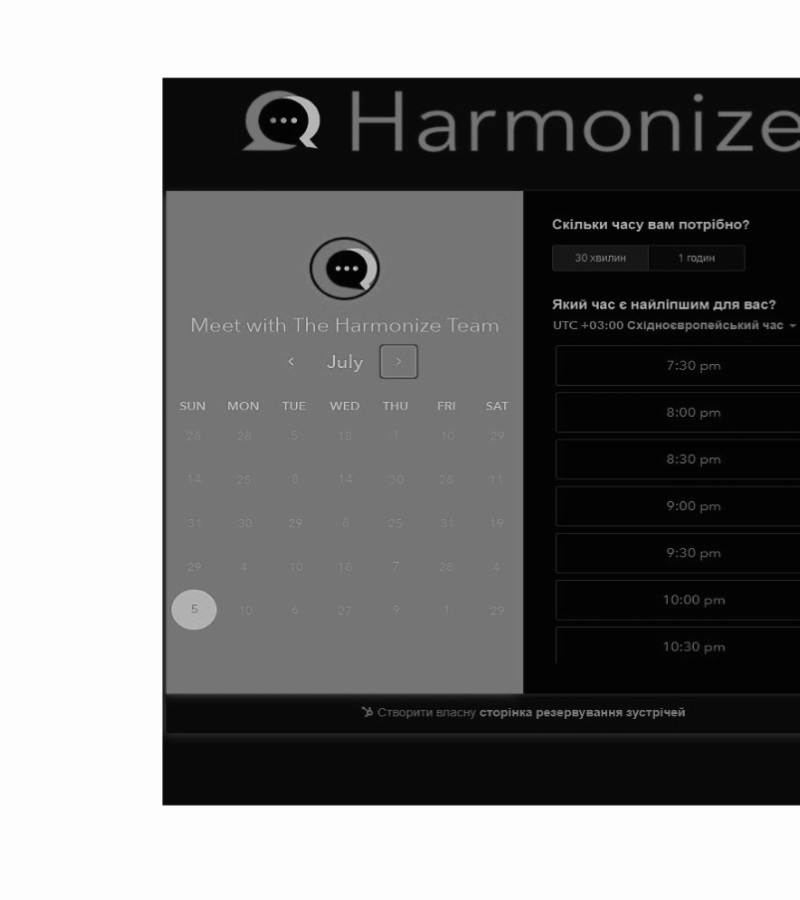 Harmonize
Meet with The Harmonize Team
‹ July ›
SUN MON TUE WED THU FRI SAT
28 28 5 18 1 10 29
14 25 8 14 30 28 11
31 30 29 8 25 31 19
29 4 10 18 7 28 4
5 10 6 27 9 1 29
Скільки часу вам потрібно?
30 хвилин 1 годин
Який час є найліпшим для вас?
UTC +03:00 Східноєвропейський час
7:30 pm
8:00 pm
8:30 pm
9:00 pm
9:30 pm
10:00 pm
10:30 pm
Створити власну сторінка резервування зустрічей